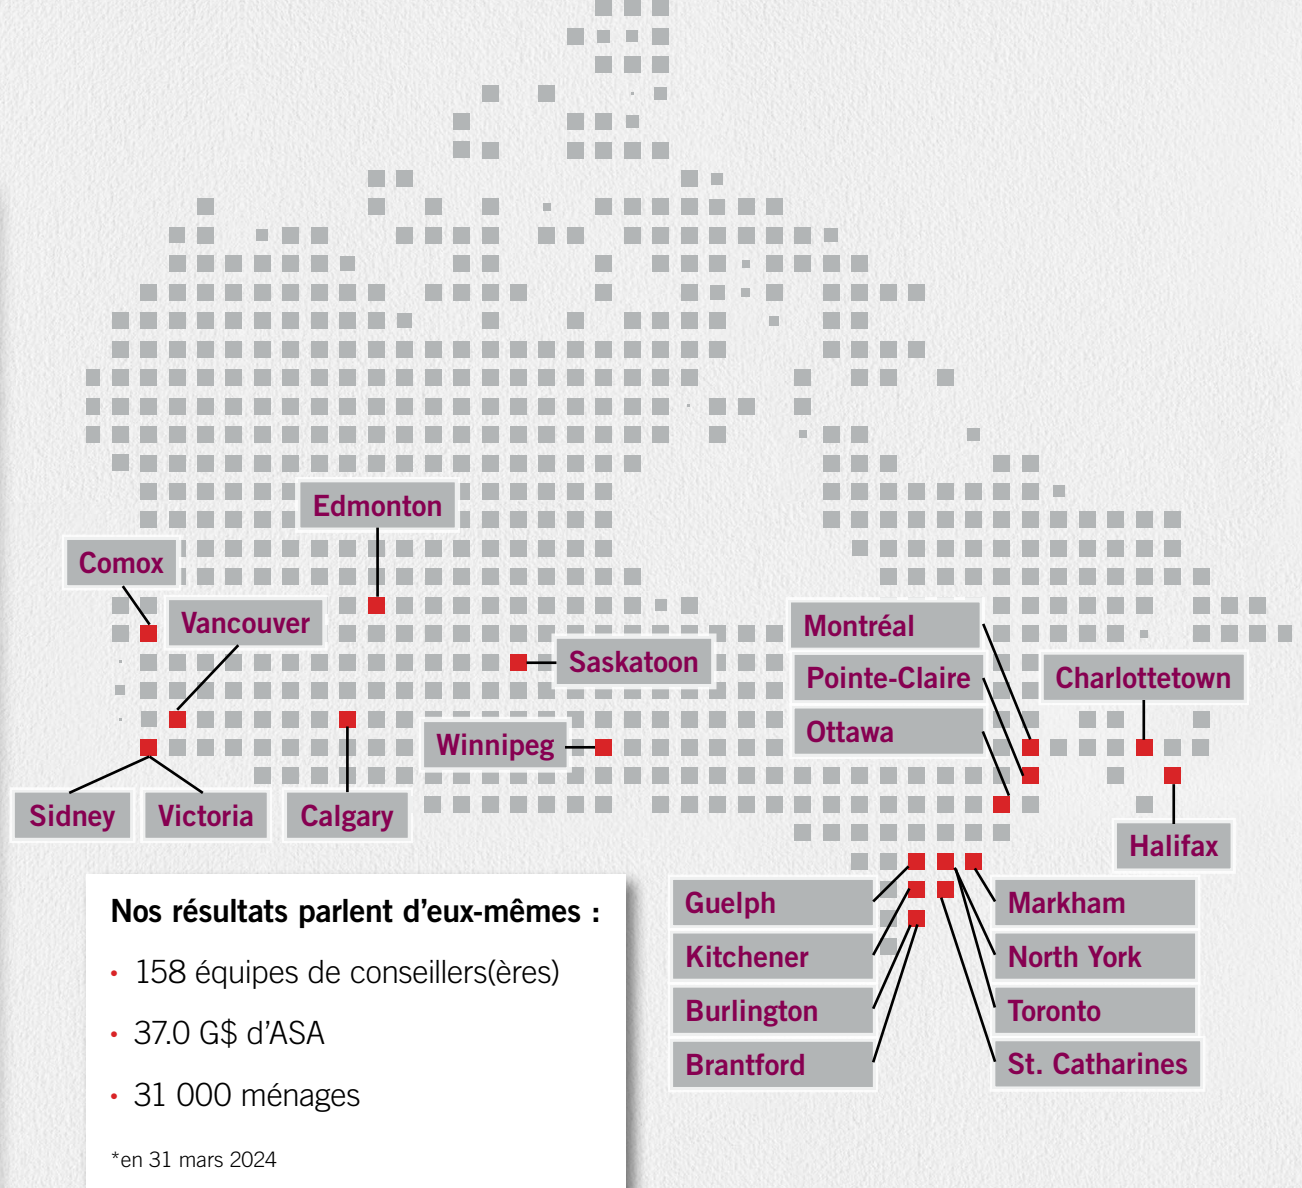 Edmonton
Comox
Vancouver
Saskatoon
Winnipeg
Sidney
Victoria
Calgary
Montréal
Pointe-Claire
Ottawa
Charlottetown
Halifax
Guelph
Kitchener
Burlington
Brantford
Markham
North York
Toronto
St. Catharines
Nos résultats parlent d'eux-mêmes :
• 158 équipes de conseillers(ères)
• 37.0 G$ d'ASA
• 31 000 ménages
*en 31 mars 2024